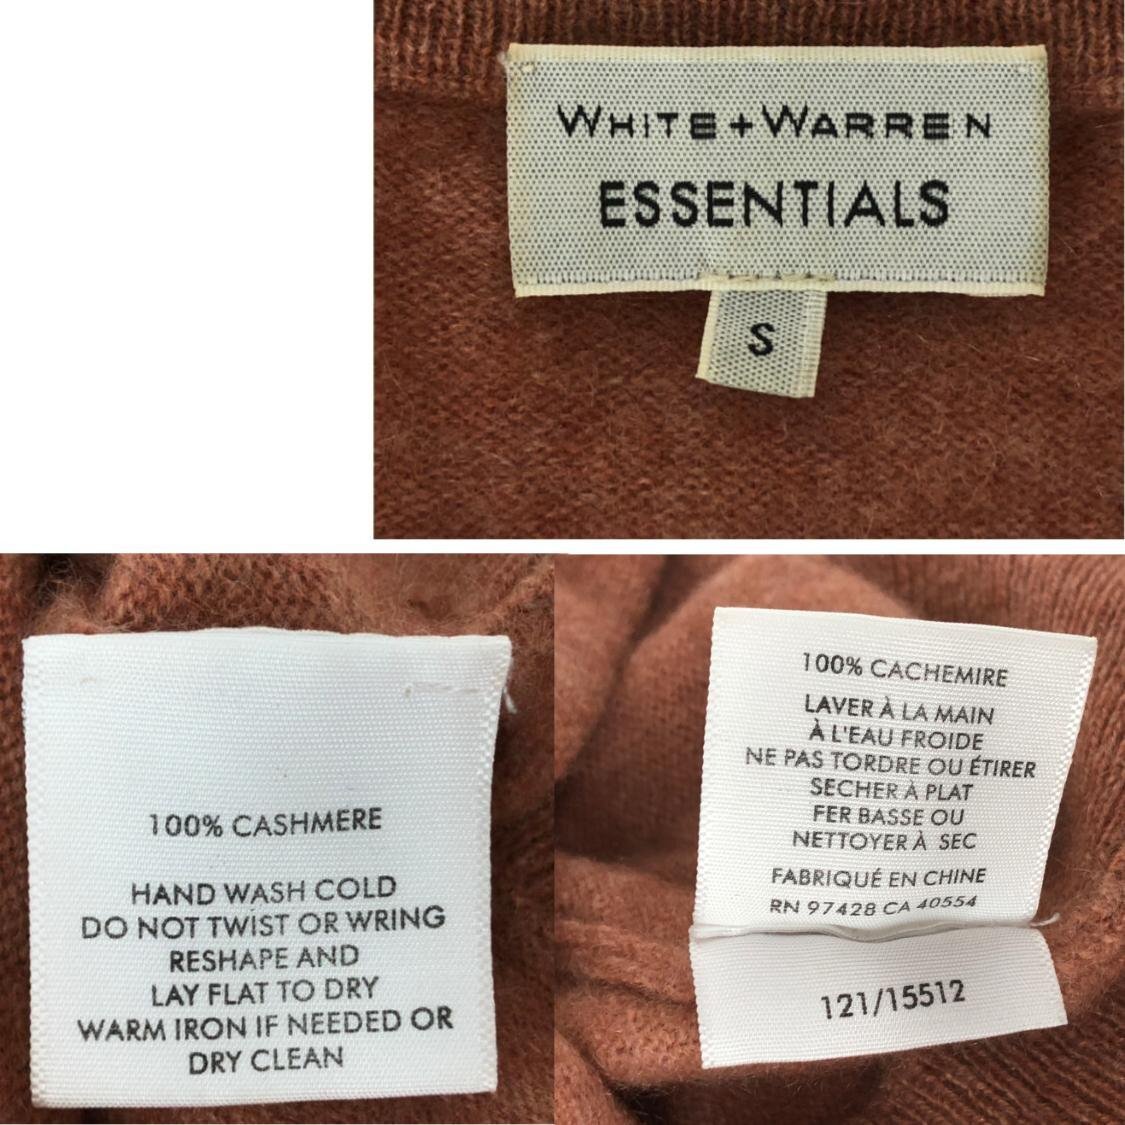 WHITE+WARREN
ESSENTIALS
S
100% CASHMERE
HAND WASH COLD
DO NOT TWIST OR WRING
RESHAPE AND
LAY FLAT TO DRY
WARM IRON IF NEEDED OR
DRY CLEAN
100% CACHEMIRE
LAVER À LA MAIN
À L'EAU FROIDE
NE PAS TORDRE OU ÉTIRER
SECHER À PLAT
FER BASSE OU
NETTOYER À SEC
FABRIQUÉ EN CHINE
RN 97428 CA 40554
121/15512